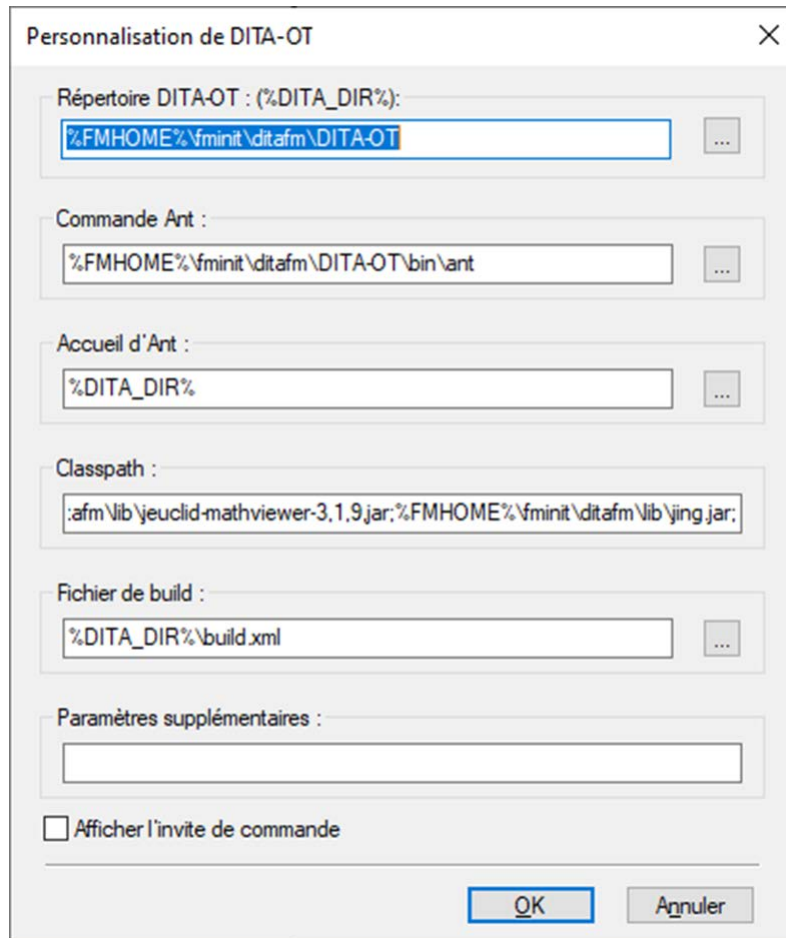 Personnalisation de DITA-OT
Répertoire DITA-OT : (%DITA_DIR%):
%FMHOME%\fminit\ditafm\DITA-OT
...
Commande Ant :
%FMHOME%\fminit\ditafm\DITA-OT\bin\ant
...
Accueil d'Ant :
%DITA_DIR%
...
Classpath :
:afm\lib\jeuclid-mathviewer-3,1,9,jar;%FMHOME%\fminit\ditafm\lib\jing.jar;
Fichier de build :
%DITA_DIR%\build.xml
...
Paramètres supplémentaires :
Afficher l'invite de commande
OK Annuler